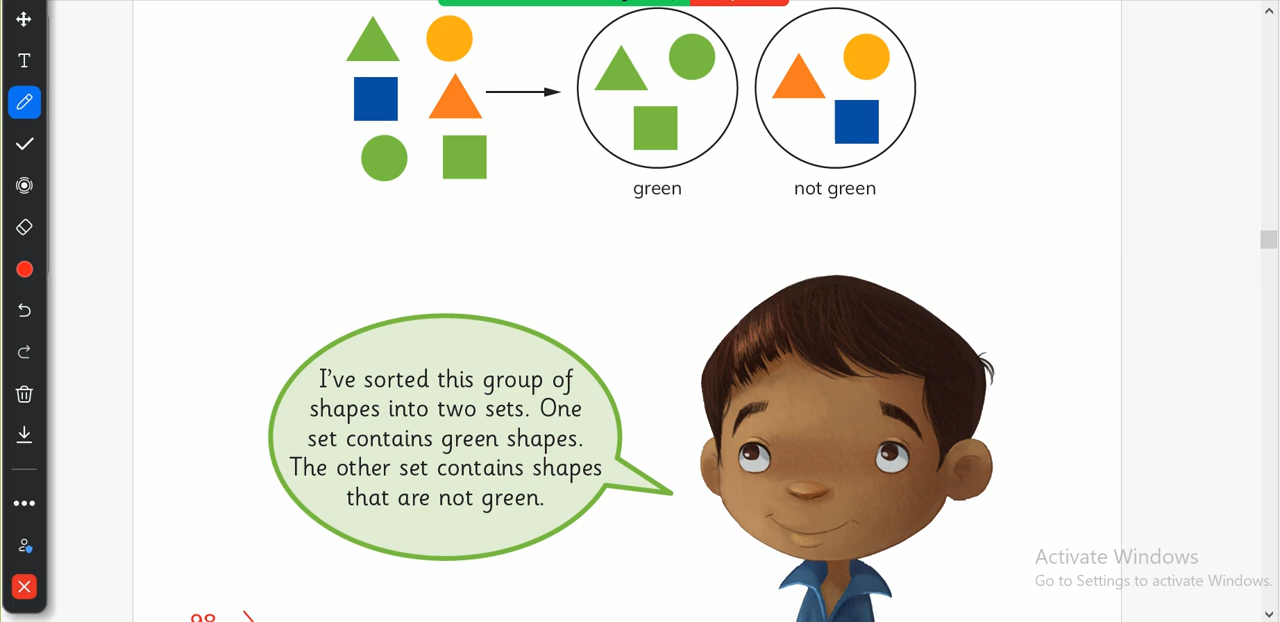 T
green not green
I've sorted this group of
shapes into two sets. One
set contains green shapes.
The other set contains shapes
that are not green.
Activate Windows
Go to Settings to activate Windows.
98